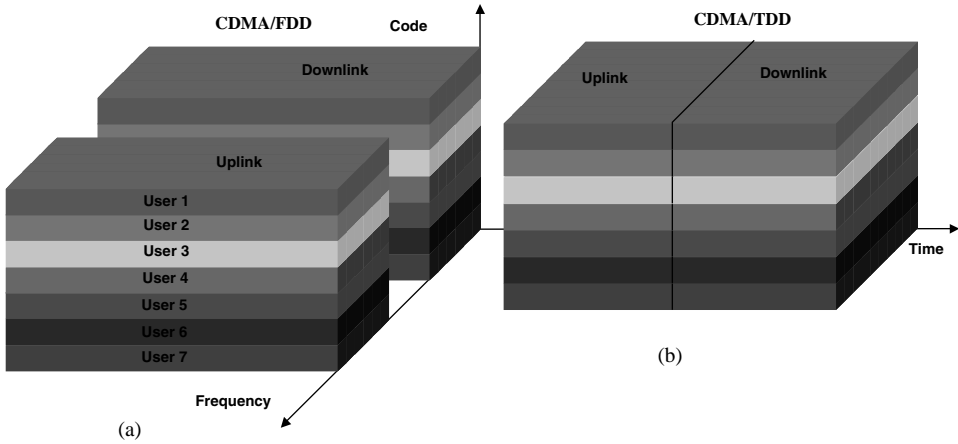 CDMA/FDD
Code
CDMA/TDD
Downlink
Uplink
Downlink
Uplink
User 1
User 2
User 3
User 4
User 5
User 6
User 7
Time
Frequency
(a)
(b)